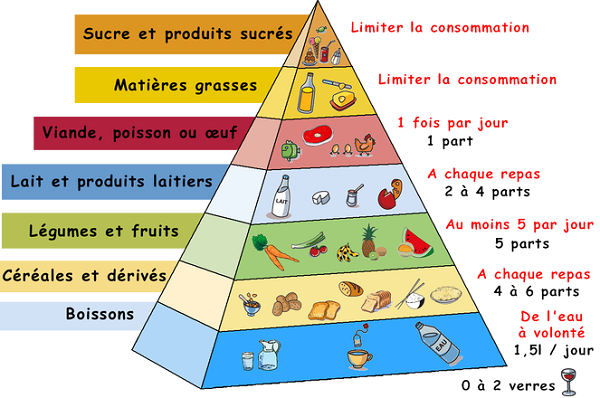 Sucre et produits sucrés
Limiter la consommation
Matières grasses
Limiter la consommation
Viande, poisson ou œuf
1 fois par jour
1 part
Lait et produits laitiers
LAIT
A chaque repas
2 à 4 parts
Légumes et fruits
Au moins 5 par jour
5 parts
Céréales et dérivés
A chaque repas
4 à 6 parts
Boissons
EAU
De l'eau
à volonté
1,5l / jour
0 à 2 verres